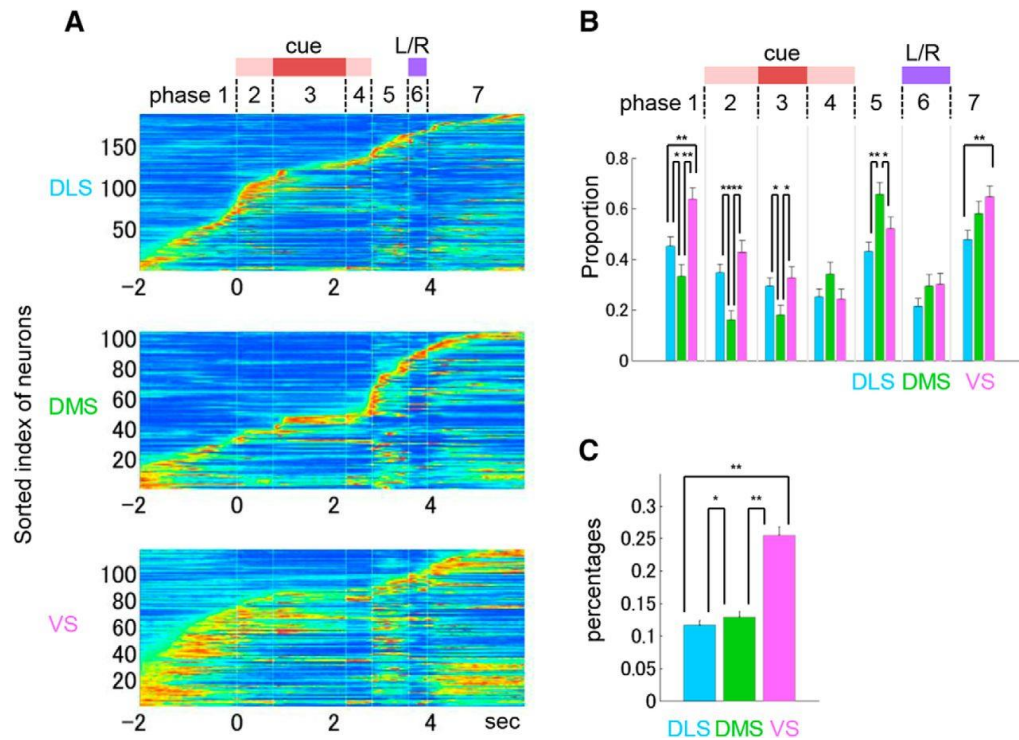 A
cue
L/R
phase 1 2 3 4 5 6 7
DLS
150
100
50
-2 0 2 4
DMS
100
80
60
40
20
-2 0 2 4
VS
100
80
60
40
20
-2 0 2 4 sec
Sorted index of neurons
B
cue
L/R
phase 1 2 3 4 5 6 7
Proportion
0.8
0.6
0.4
0.2
0
** * ** ** ** * * ** * **
DLS DMS VS
C
percentages
0.3
0.25
0.2
0.15
0.1
0.05
0
**
* **
DLS DMS VS